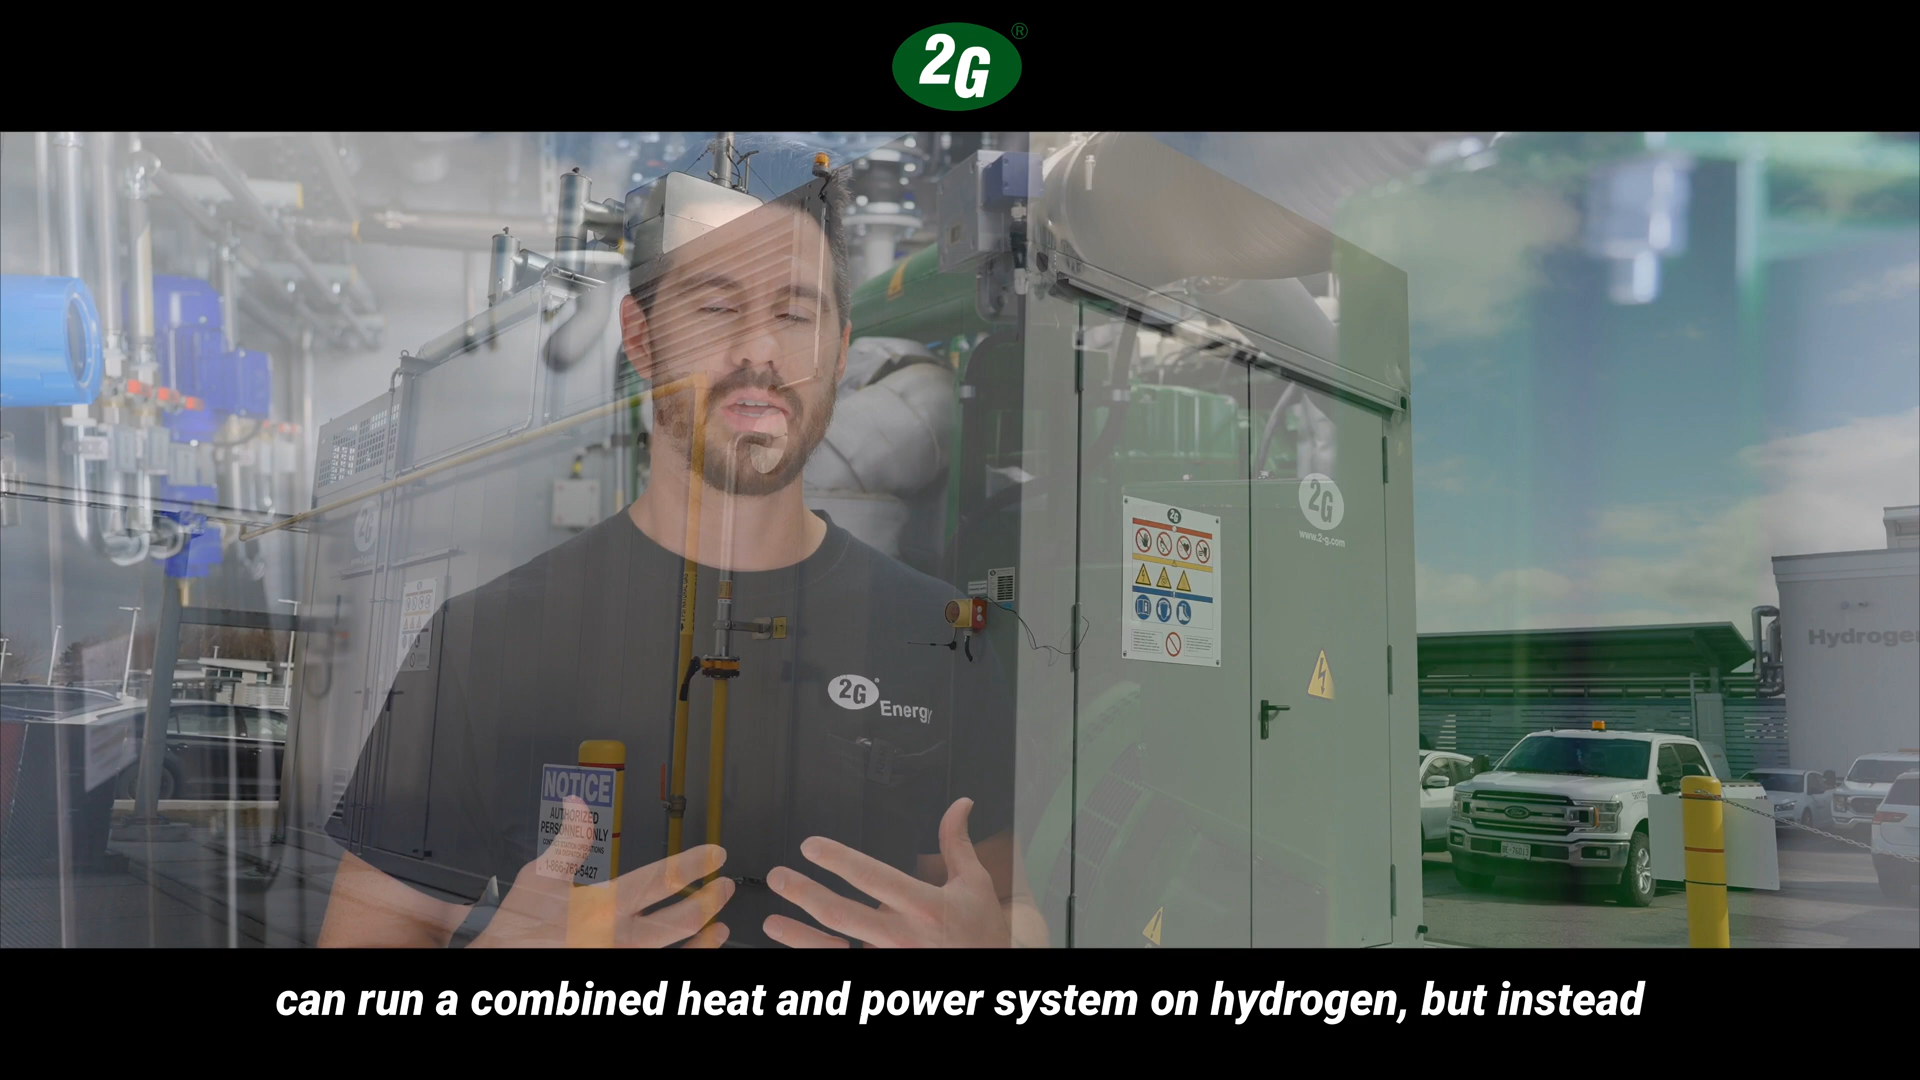 2G®
2G
2G
www.2-g.com
Hydrogen
2G Energy
NOTICE
AUTHORIZED
PERSONNEL ONLY
can run a combined heat and power system on hydrogen, but instead